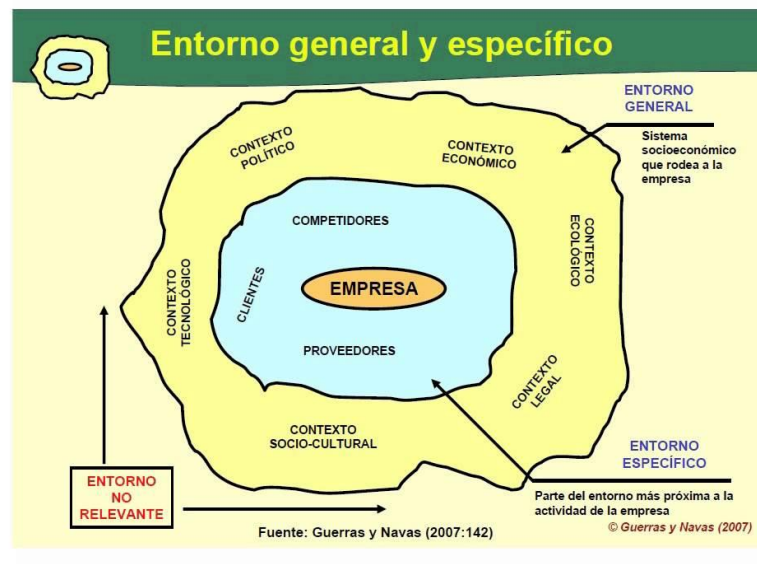 Entorno general y específico
ENTORNO
GENERAL
Sistema
socioeconómico
que rodea a la
empresa
CONTEXTO
POLÍTICO
CONTEXTO
ECONÓMICO
CONTEXTO
ECOLÓGICO
COMPETIDORES
CLIENTES
EMPRESA
PROVEEDORES
CONTEXTO
TECNOLÓGICO
CONTEXTO
LEGAL
CONTEXTO
SOCIO-CULTURAL
ENTORNO
ESPECÍFICO
Parte del entorno más próxima a la
actividad de la empresa
ENTORNO
NO
RELEVANTE
Fuente: Guerras y Navas (2007:142)
© Guerras y Navas (2007)